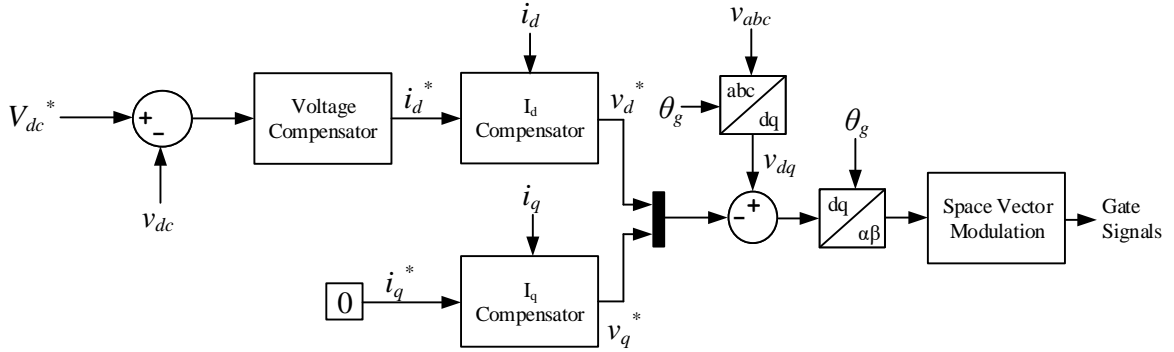 i_d
v_abc
V_dc*
+
−
v_dc
Voltage
Compensator
i_d*
I_d
Compensator
v_d*
θ_g
abc
dq
v_dq
θ_g
i_q
0
i_q*
I_q
Compensator
v_q*
−
+
dq
αβ
Space Vector
Modulation
Gate
Signals